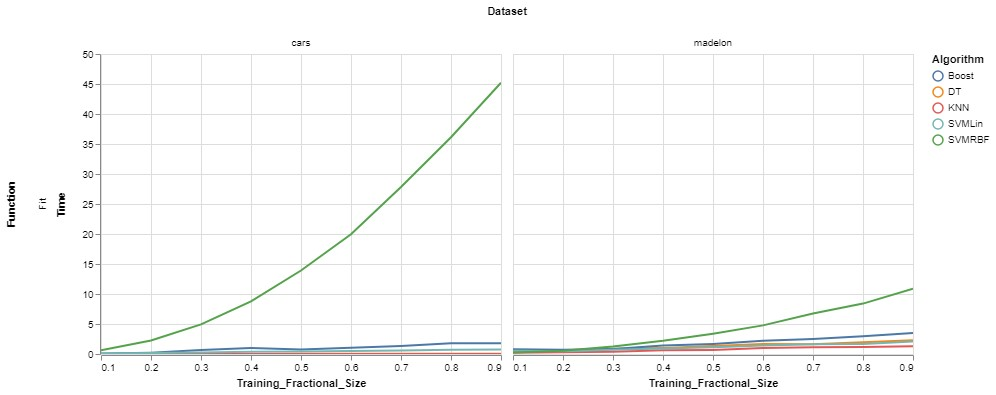 Dataset
cars
madelon
Function
Fit
Time
50
45
40
35
30
25
20
15
10
5
0
0.1 0.2 0.3 0.4 0.5 0.6 0.7 0.8 0.9
Training_Fractional_Size
0.1 0.2 0.3 0.4 0.5 0.6 0.7 0.8 0.9
Training_Fractional_Size
Algorithm
Boost
DT
KNN
SVMLin
SVMRBF